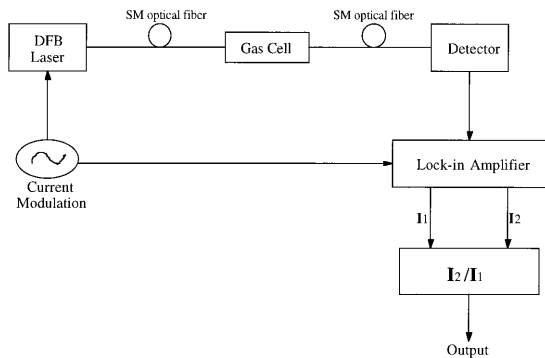 SM optical fiber
SM optical fiber
DFB
Laser
Gas Cell
Detector
Current
Modulation
Lock-in Amplifier
I1
I2
I2/I1
Output